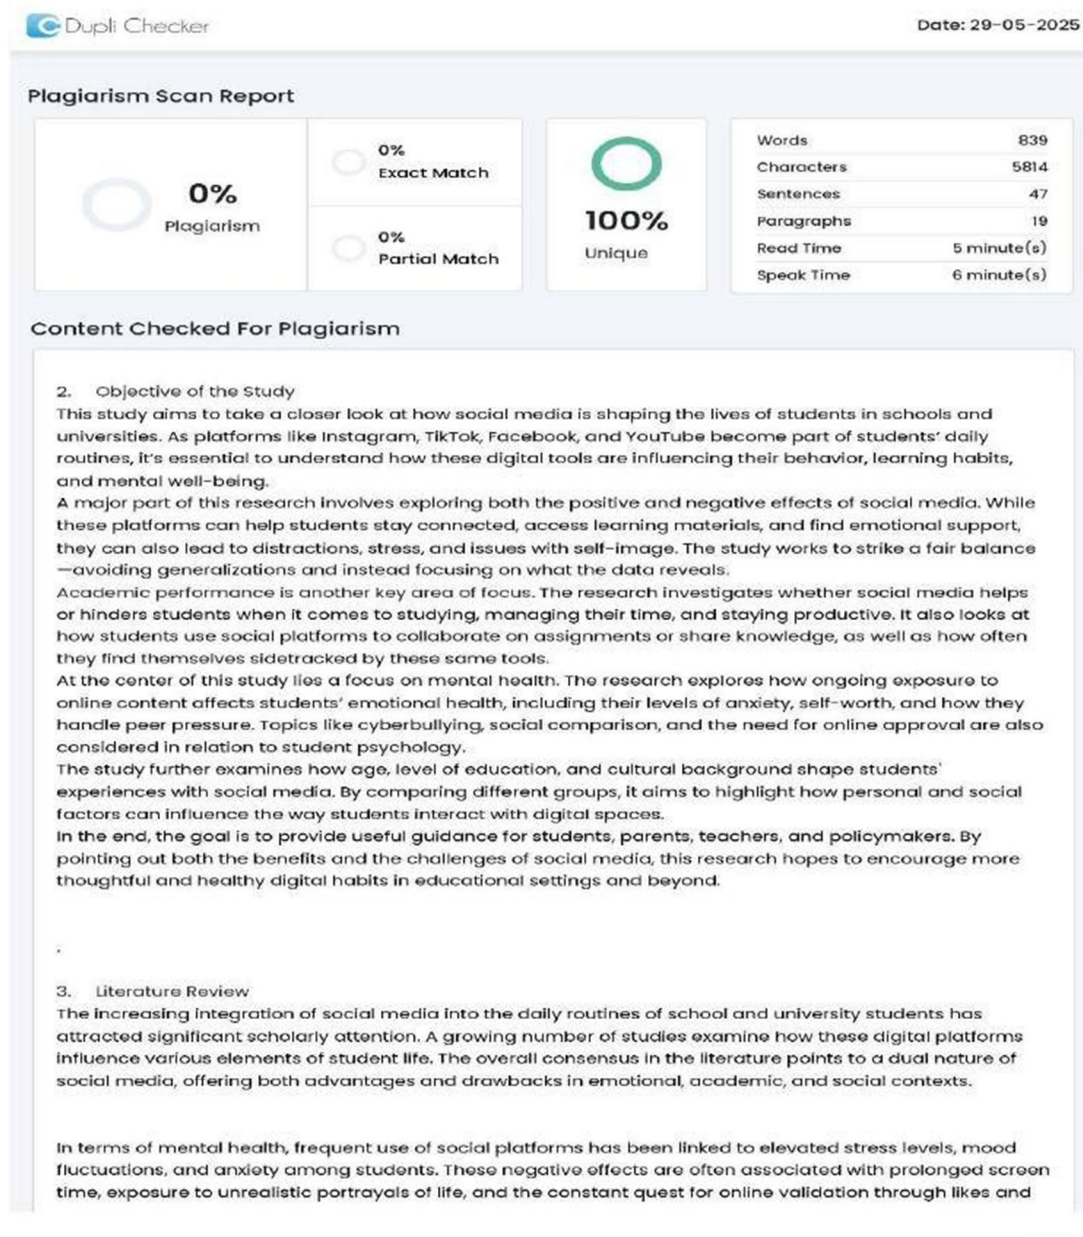 Dupli Checker
Date: 29-05-2025
Plagiarism Scan Report
0%
Plagiarism
0%
Exact Match
0%
Partial Match
100%
Unique
Words 839
Characters 5814
Sentences 47
Paragraphs 19
Read Time 5 minute(s)
Speak Time 6 minute(s)
Content Checked For Plagiarism
2. Objective of the Study
This study aims to take a closer look at how social media is shaping the lives of students in schools and
universities. As platforms like Instagram, TikTok, Facebook, and YouTube become part of students' daily
routines, it's essential to understand how these digital tools are influencing their behavior, learning habits,
and mental well-being.
A major part of this research involves exploring both the positive and negative effects of social media. While
these platforms can help students stay connected, access learning materials, and find emotional support,
they can also lead to distractions, stress, and issues with self-image. The study works to strike a fair balance
—avoiding generalizations and instead focusing on what the data reveals.
Academic performance is another key area of focus. The research investigates whether social media helps
or hinders students when it comes to studying, managing their time, and staying productive. It also looks at
how students use social platforms to collaborate on assignments or share knowledge, as well as how often
they find themselves sidetracked by these same tools.
At the center of this study lies a focus on mental health. The research explores how ongoing exposure to
online content affects students' emotional health, including their levels of anxiety, self-worth, and how they
handle peer pressure. Topics like cyberbullying, social comparison, and the need for online approval are also
considered in relation to student psychology.
The study further examines how age, level of education, and cultural background shape students'
experiences with social media. By comparing different groups, it aims to highlight how personal and social
factors can influence the way students interact with digital spaces.
In the end, the goal is to provide useful guidance for students, parents, teachers, and policymakers. By
pointing out both the benefits and the challenges of social media, this research hopes to encourage more
thoughtful and healthy digital habits in educational settings and beyond.
.
3. Literature Review
The increasing integration of social media into the daily routines of school and university students has
attracted significant scholarly attention. A growing number of studies examine how these digital platforms
influence various elements of student life. The overall consensus in the literature points to a dual nature of
social media, offering both advantages and drawbacks in emotional, academic, and social contexts.
In terms of mental health, frequent use of social platforms has been linked to elevated stress levels, mood
fluctuations, and anxiety among students. These negative effects are often associated with prolonged screen
time, exposure to unrealistic portrayals of life, and the constant quest for online validation through likes and